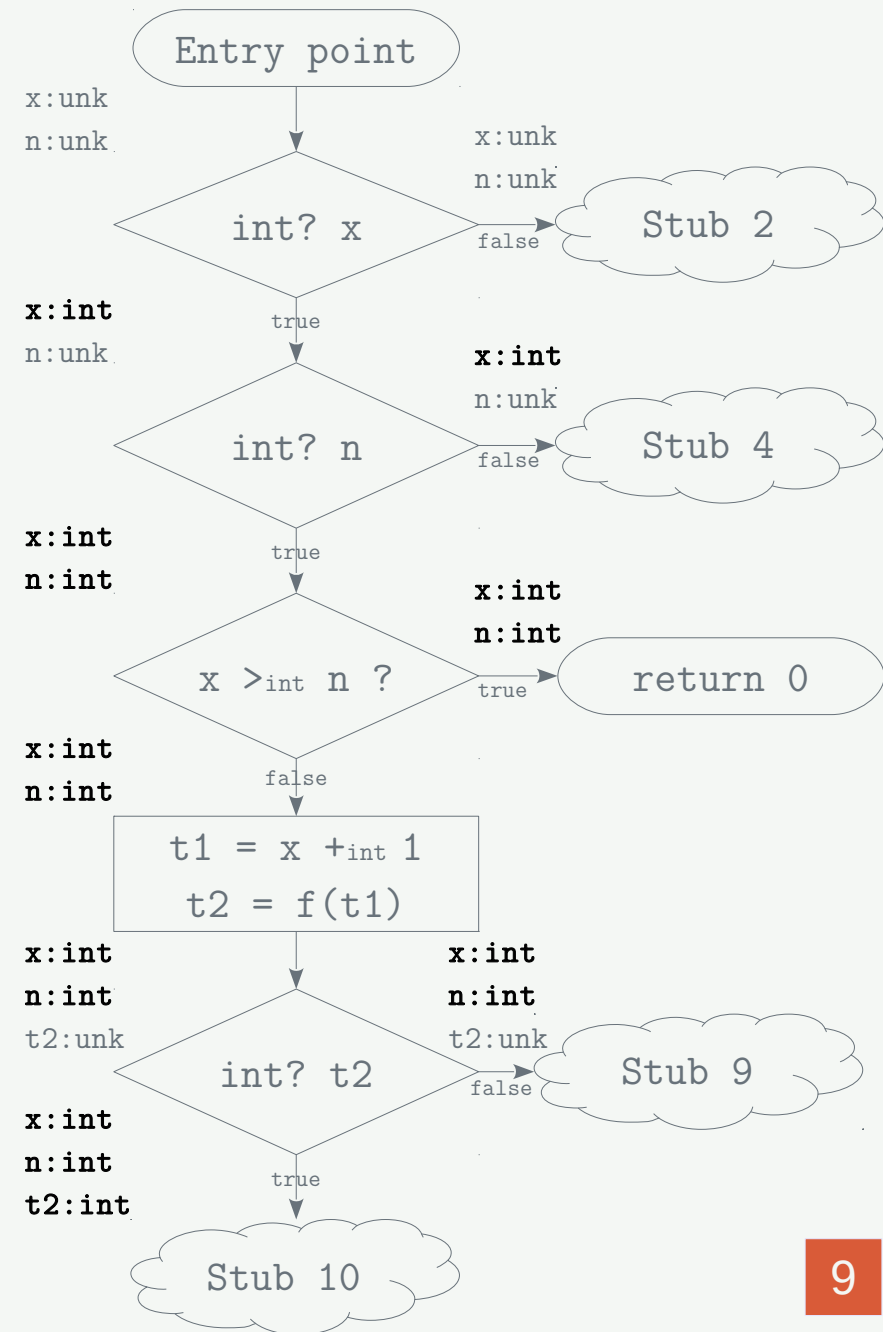 Entry point
x:unk
n:unk
x:unk
n:unk
int? x
Stub 2
false
true
x:int
n:unk
x:int
n:unk
int? n
Stub 4
false
true
x:int
n:int
x:int
n:int
x >int n ?
return 0
true
false
x:int
n:int
t1 = x +int 1
t2 = f(t1)
x:int
n:int
t2:unk
x:int
n:int
t2:unk
int? t2
Stub 9
false
true
x:int
n:int
t2:int
Stub 10
9